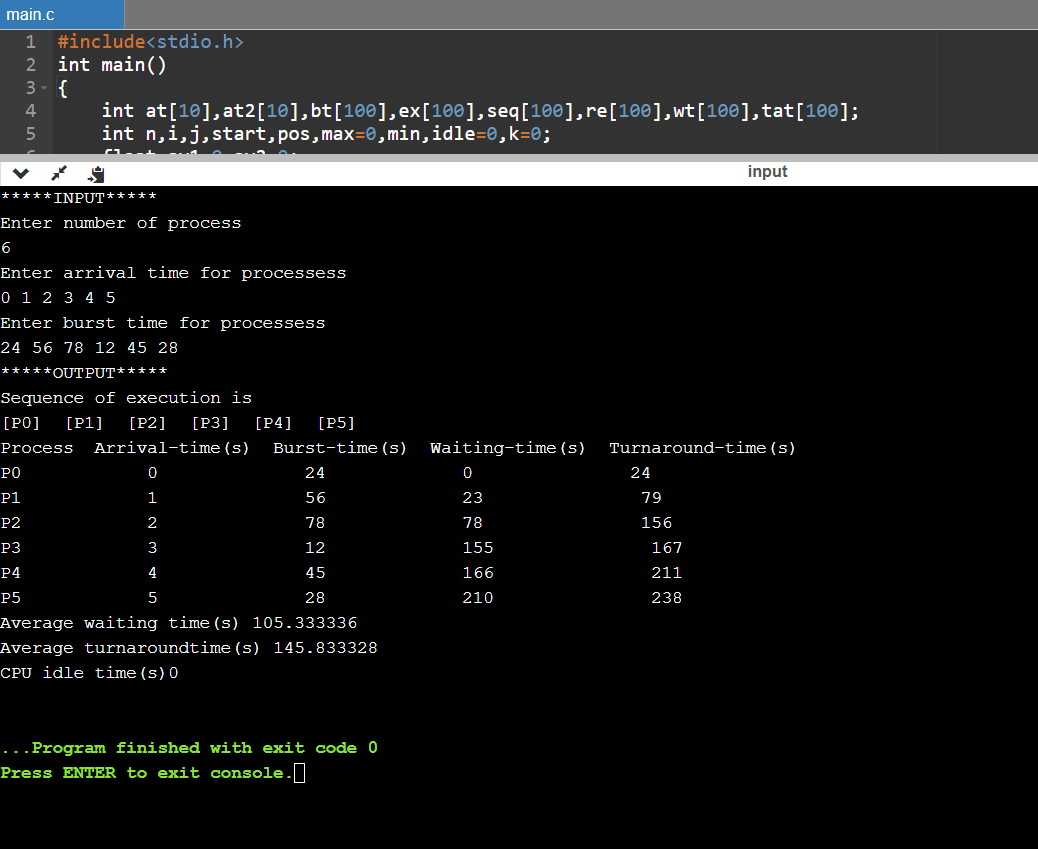 main.c
1 #include<stdio.h>
2 int main()
3 {
4 int at[10],at2[10],bt[100],ex[100],seq[100],re[100],wt[100],tat[100];
5 int n,i,j,start,pos,max=0,min,idle=0,k=0;
input
*****INPUT*****
Enter number of process
6
Enter arrival time for processess
0 1 2 3 4 5
Enter burst time for processess
24 56 78 12 45 28
*****OUTPUT*****
Sequence of execution is
[P0] [P1] [P2] [P3] [P4] [P5]
Process Arrival-time(s) Burst-time(s) Waiting-time(s) Turnaround-time(s)
P0 0 24 0 24
P1 1 56 23 79
P2 2 78 78 156
P3 3 12 155 167
P4 4 45 166 211
P5 5 28 210 238
Average waiting time(s) 105.333336
Average turnaroundtime(s) 145.833328
CPU idle time(s)0
...Program finished with exit code 0
Press ENTER to exit console.